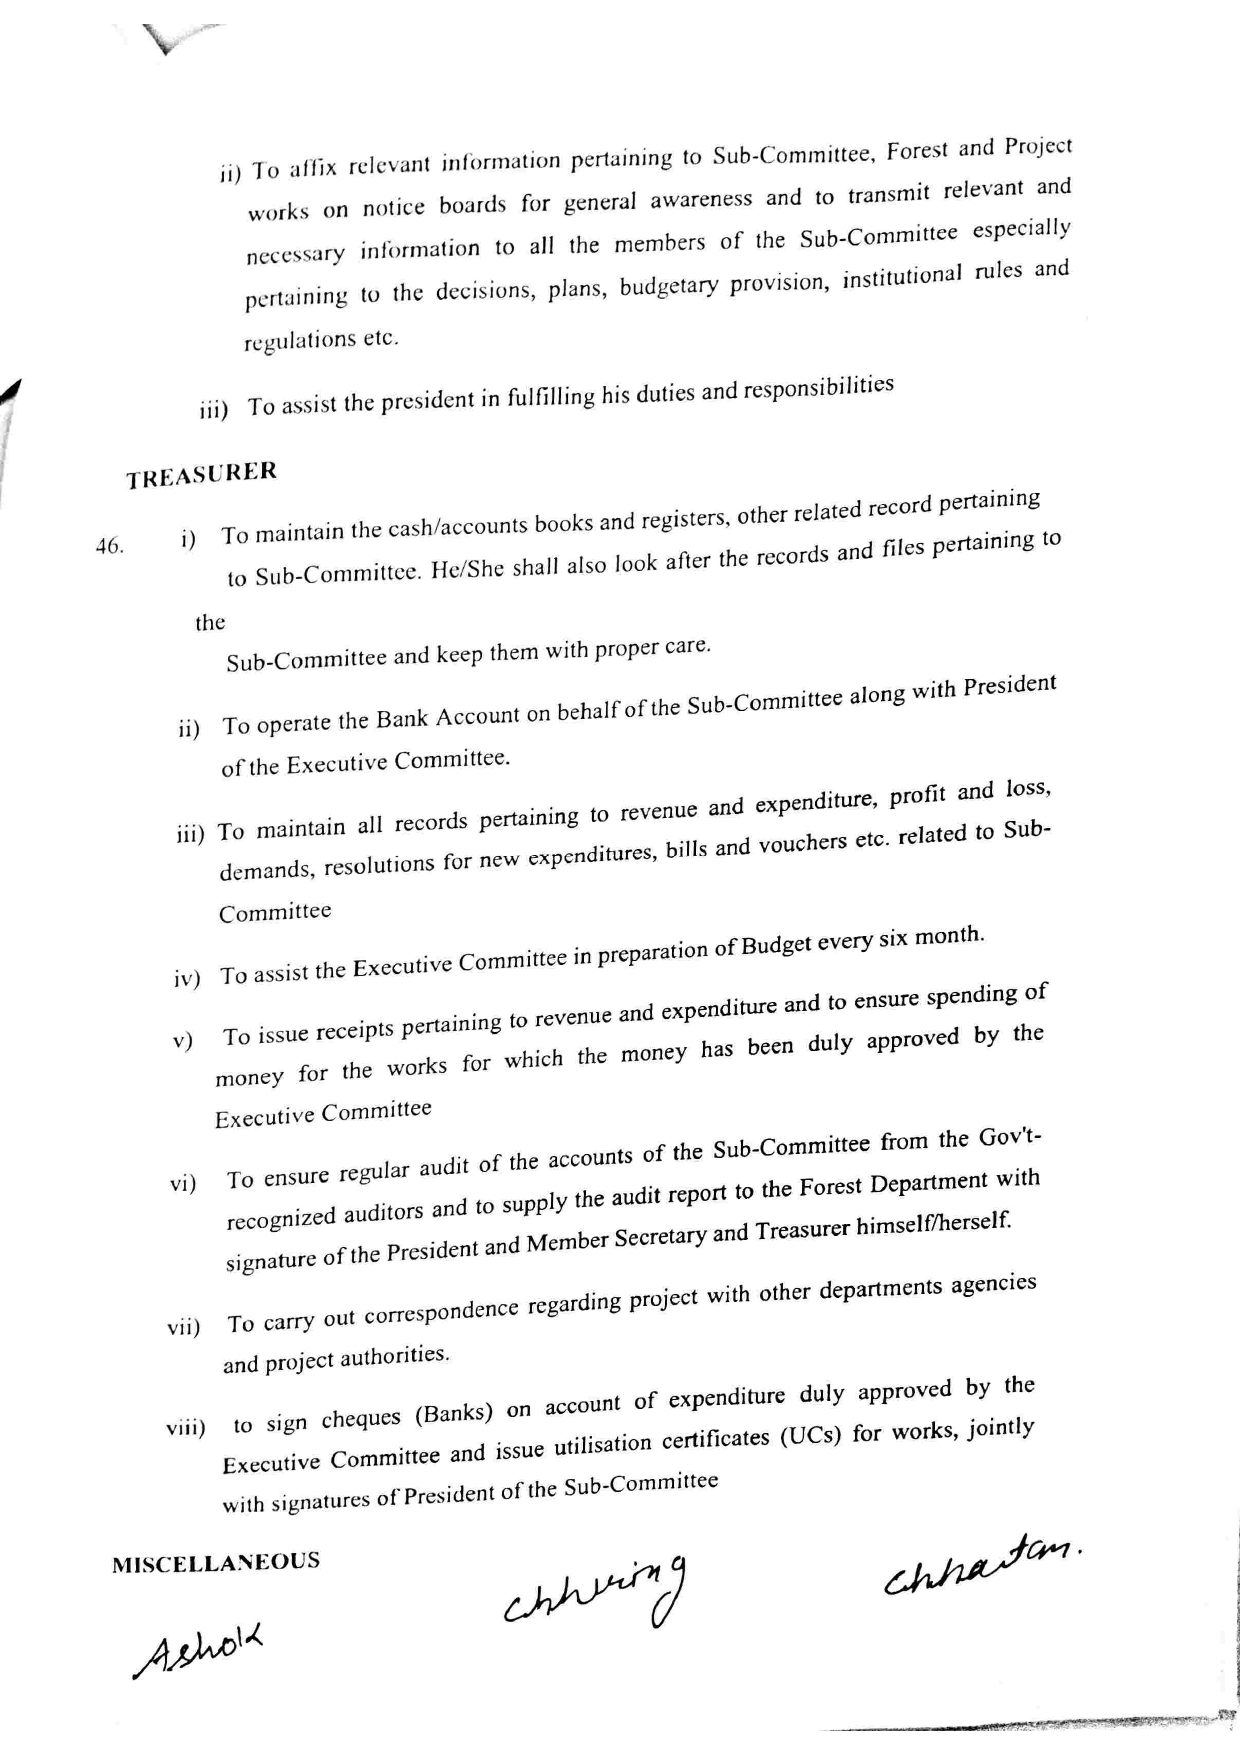 ii) To affix relevant information pertaining to Sub-Committee, Forest and Project
works on notice boards for general awareness and to transmit relevant and
necessary information to all the members of the Sub-Committee especially
pertaining to the decisions, plans, budgetary provision, institutional rules and
regulations etc.
iii) To assist the president in fulfilling his duties and responsibilities
TREASURER
46. i) To maintain the cash/accounts books and registers, other related record pertaining
to Sub-Committee. He/She shall also look after the records and files pertaining to
the
Sub-Committee and keep them with proper care.
ii) To operate the Bank Account on behalf of the Sub-Committee along with President
of the Executive Committee.
iii) To maintain all records pertaining to revenue and expenditure, profit and loss,
demands, resolutions for new expenditures, bills and vouchers etc. related to Sub-
Committee
iv) To assist the Executive Committee in preparation of Budget every six month.
v) To issue receipts pertaining to revenue and expenditure and to ensure spending of
money for the works for which the money has been duly approved by the
Executive Committee
vi) To ensure regular audit of the accounts of the Sub-Committee from the Gov't-
recognized auditors and to supply the audit report to the Forest Department with
signature of the President and Member Secretary and Treasurer himself/herself.
vii) To carry out correspondence regarding project with other departments agencies
and project authorities.
viii) to sign cheques (Banks) on account of expenditure duly approved by the
Executive Committee and issue utilisation certificates (UCs) for works, jointly
with signatures of President of the Sub-Committee
MISCELLANEOUS
Ashok chhering chhatan.